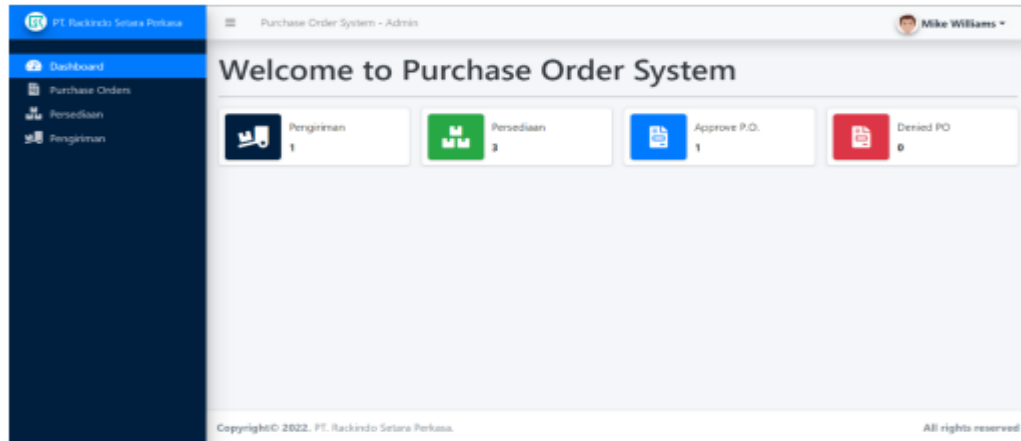 PT. Rackindo Setara Perkasa
Purchase Order System - Admin
Mike Williams
Dashboard
Purchase Orders
Persediaan
Pengiriman
Welcome to Purchase Order System
Pengiriman
1
Persediaan
3
Approve P.O.
1
Denied PO
0
Copyright© 2022. PT. Rackindo Setara Perkasa.
All rights reserved